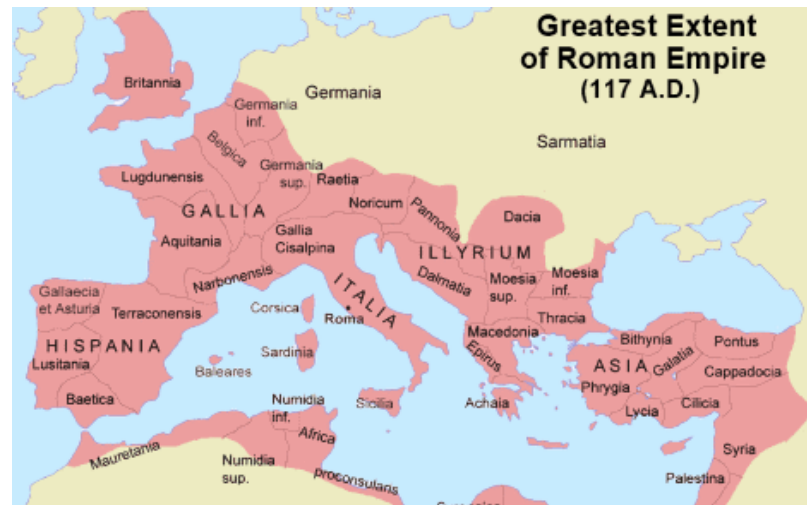 Greatest Extent
of Roman Empire
(117 A.D.)
Britannia
Germania
Germania
inf.
Belgica
Sarmatia
Lugdunensis
Germania
sup.
Raetia
Noricum
Pannonia
Dacia
GALLIA
Aquitania
Gallia
Cisalpina
ILLYRIUM
Dalmatia
Moesia
sup.
Moesia
inf.
Narbonensis
ITALIA
Gallaecia
et Asturia
Terraconensis
Corsica
Roma
Thracia
Macedonia
Epirus
HISPANIA
Lusitania
Baetica
Baleares
Sardinia
Sicilia
Achaia
Bithynia
Pontus
ASIA
Galatia
Cappadocia
Phrygia
Lycia
Cilicia
Numidia
inf.
Africa
proconsularis
Mauretania
Numidia
sup.
Syria
Palestina